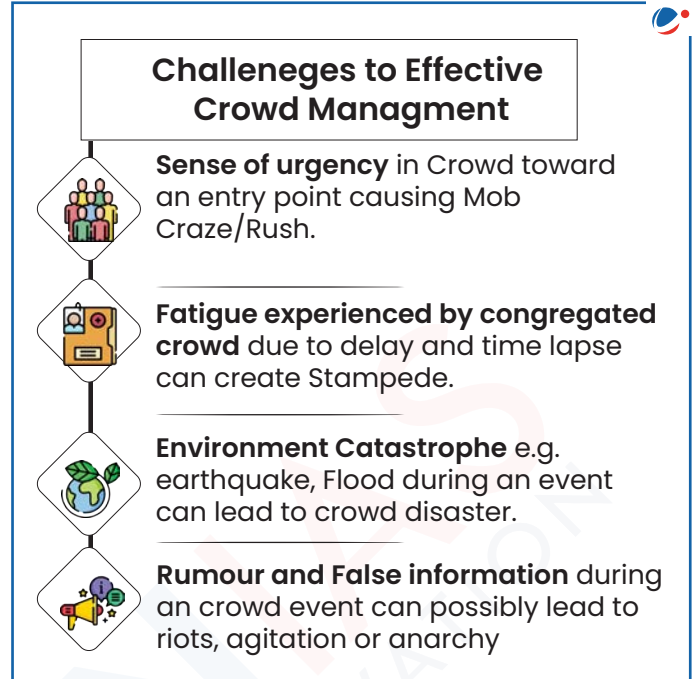 Challeneges to Effective
Crowd Managment
Sense of urgency in Crowd toward
an entry point causing Mob
Craze/Rush.
Fatigue experienced by congregated
crowd due to delay and time lapse
can create Stampede.
Environment Catastrophe e.g.
earthquake, Flood during an event
can lead to crowd disaster.
Rumour and False information during
an crowd event can possibly lead to
riots, agitation or anarchy